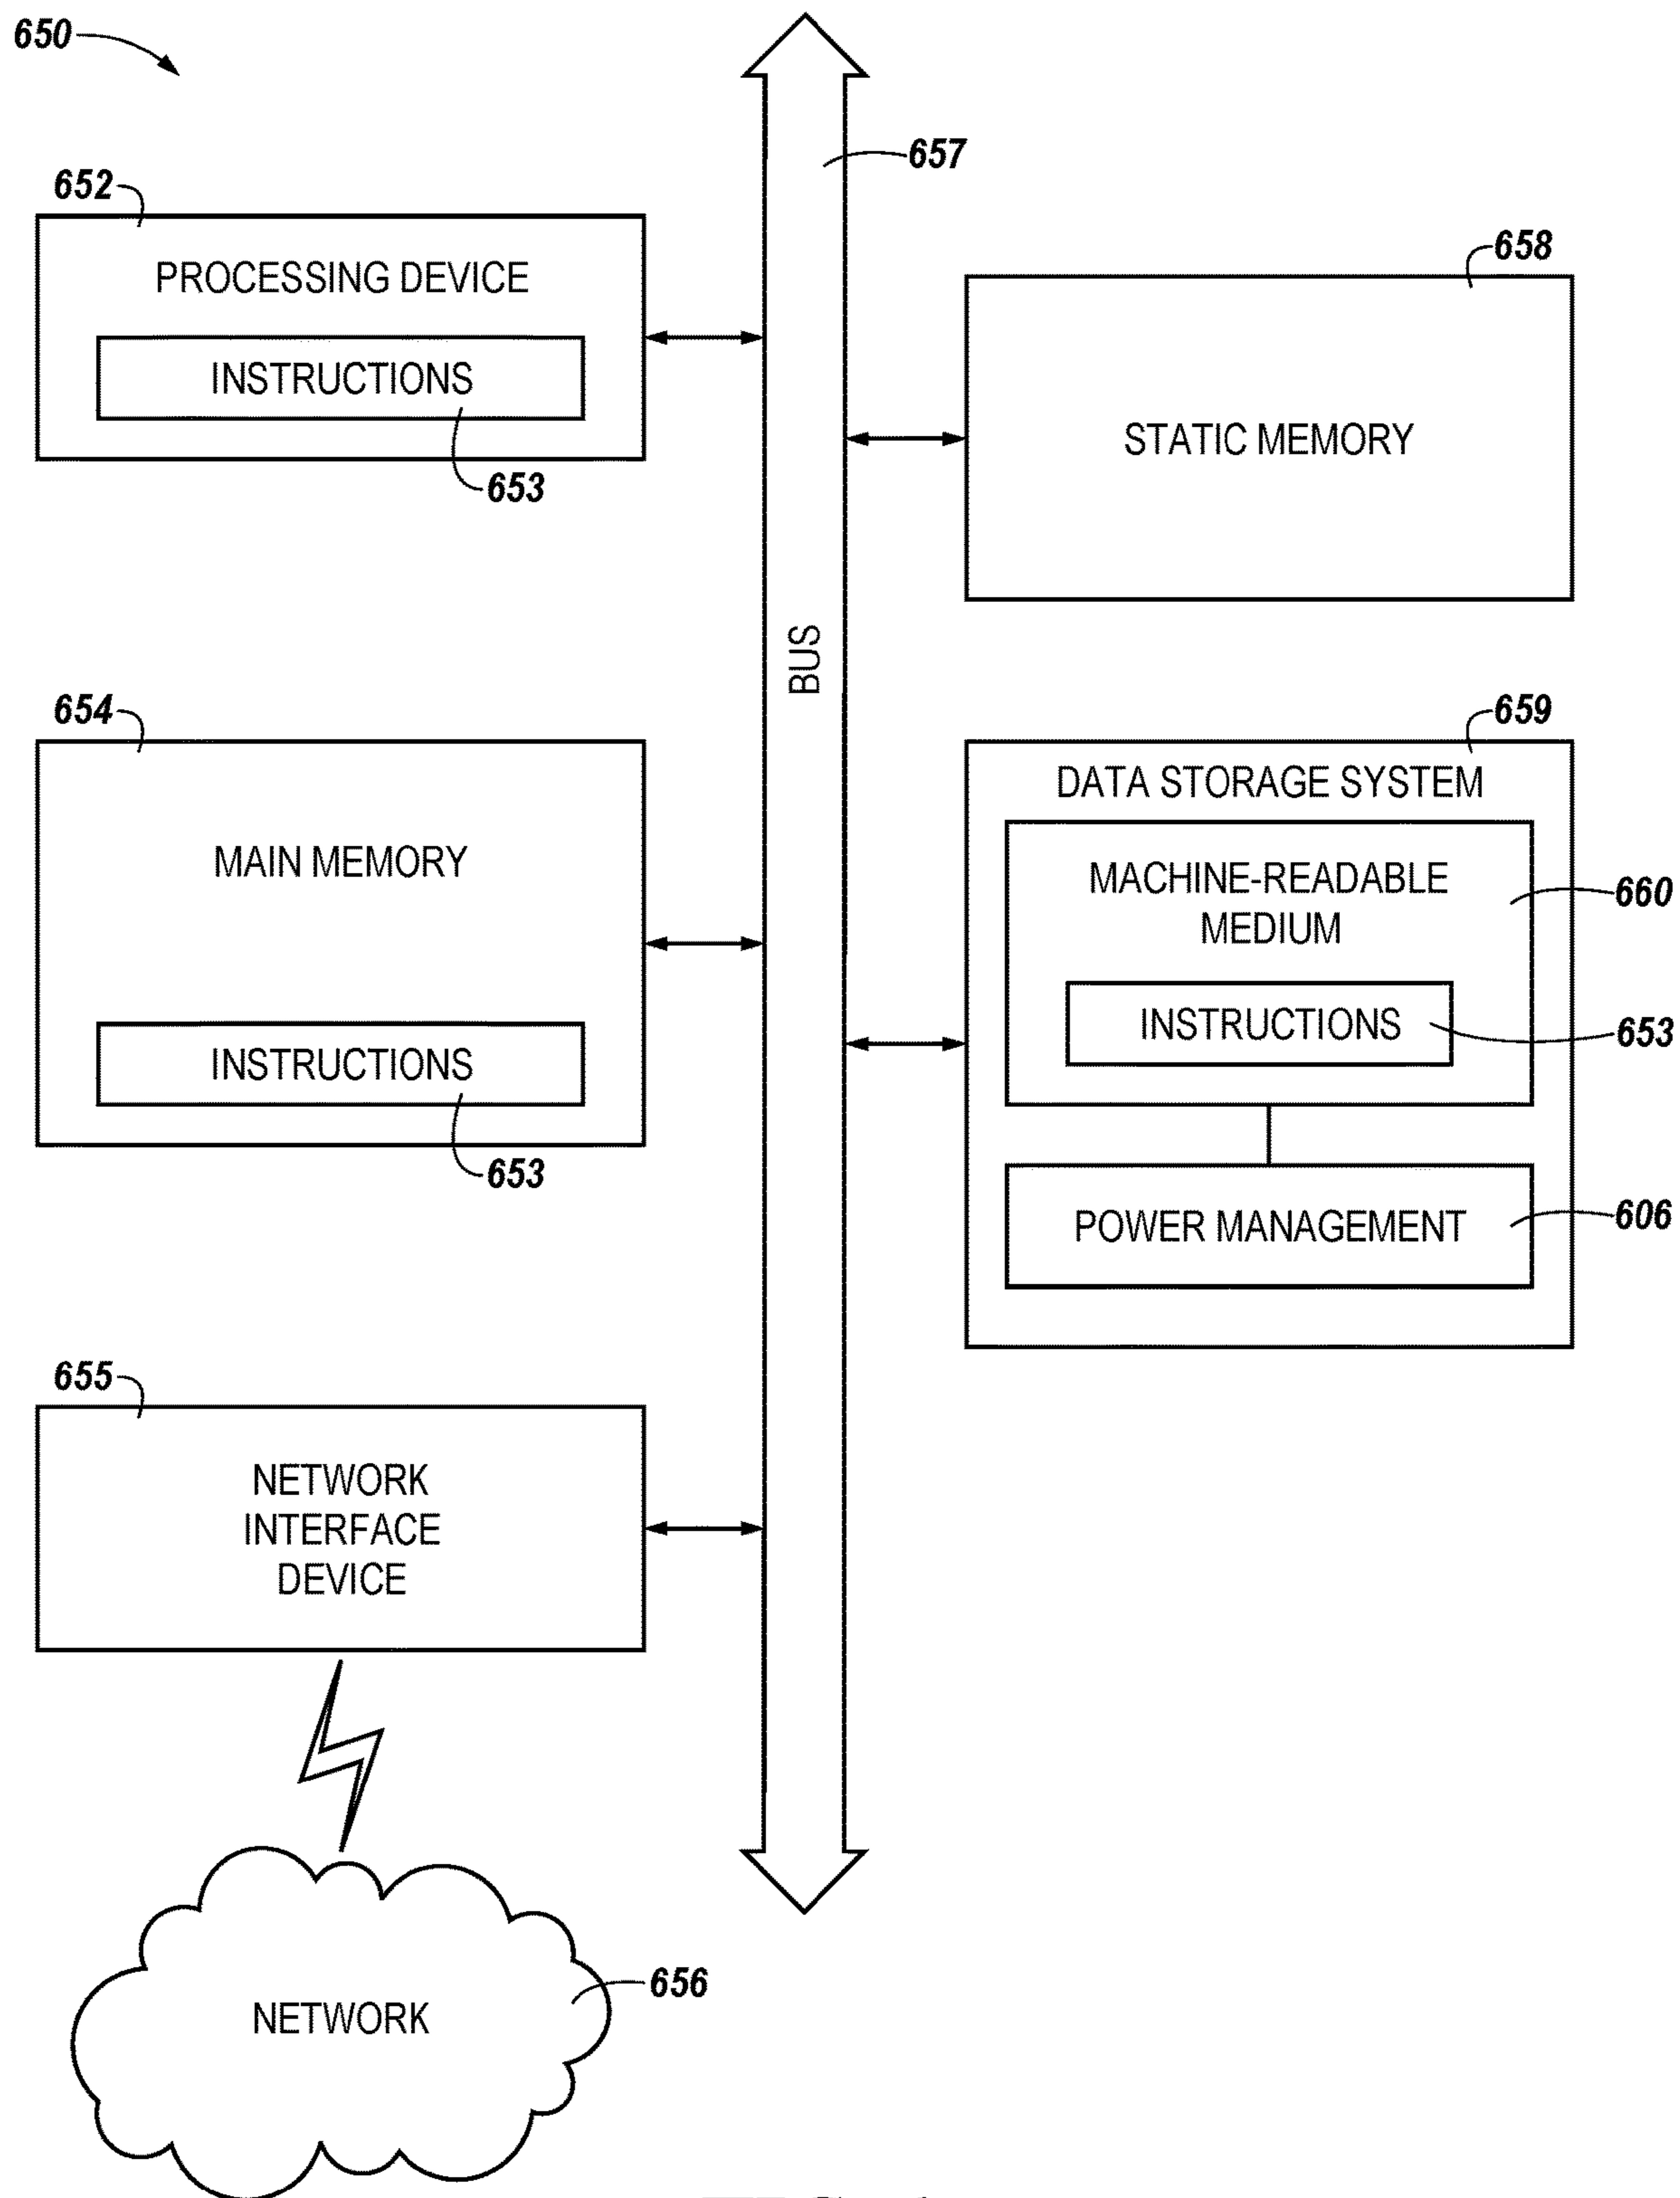 650
657
652
PROCESSING DEVICE
INSTRUCTIONS
653
658
STATIC MEMORY
BUS
654
MAIN MEMORY
INSTRUCTIONS
653
659
DATA STORAGE SYSTEM
MACHINE-READABLE
MEDIUM
660
INSTRUCTIONS
653
POWER MANAGEMENT
606
655
NETWORK
INTERFACE
DEVICE
NETWORK
656